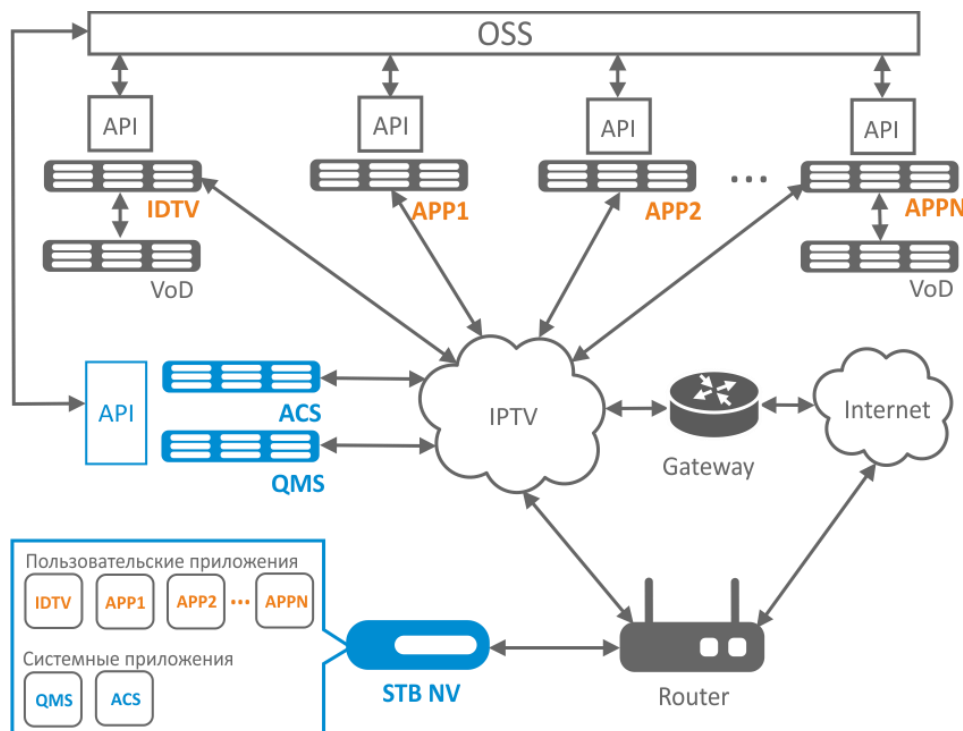 OSS
API
API
API
API
IDTV
APP1
APP2
...
APPN
VoD
VoD
API
ACS
QMS
IPTV
Gateway
Internet
Пользовательские приложения
IDTV
APP1
APP2
...
APPN
Системные приложения
QMS
ACS
STB NV
Router